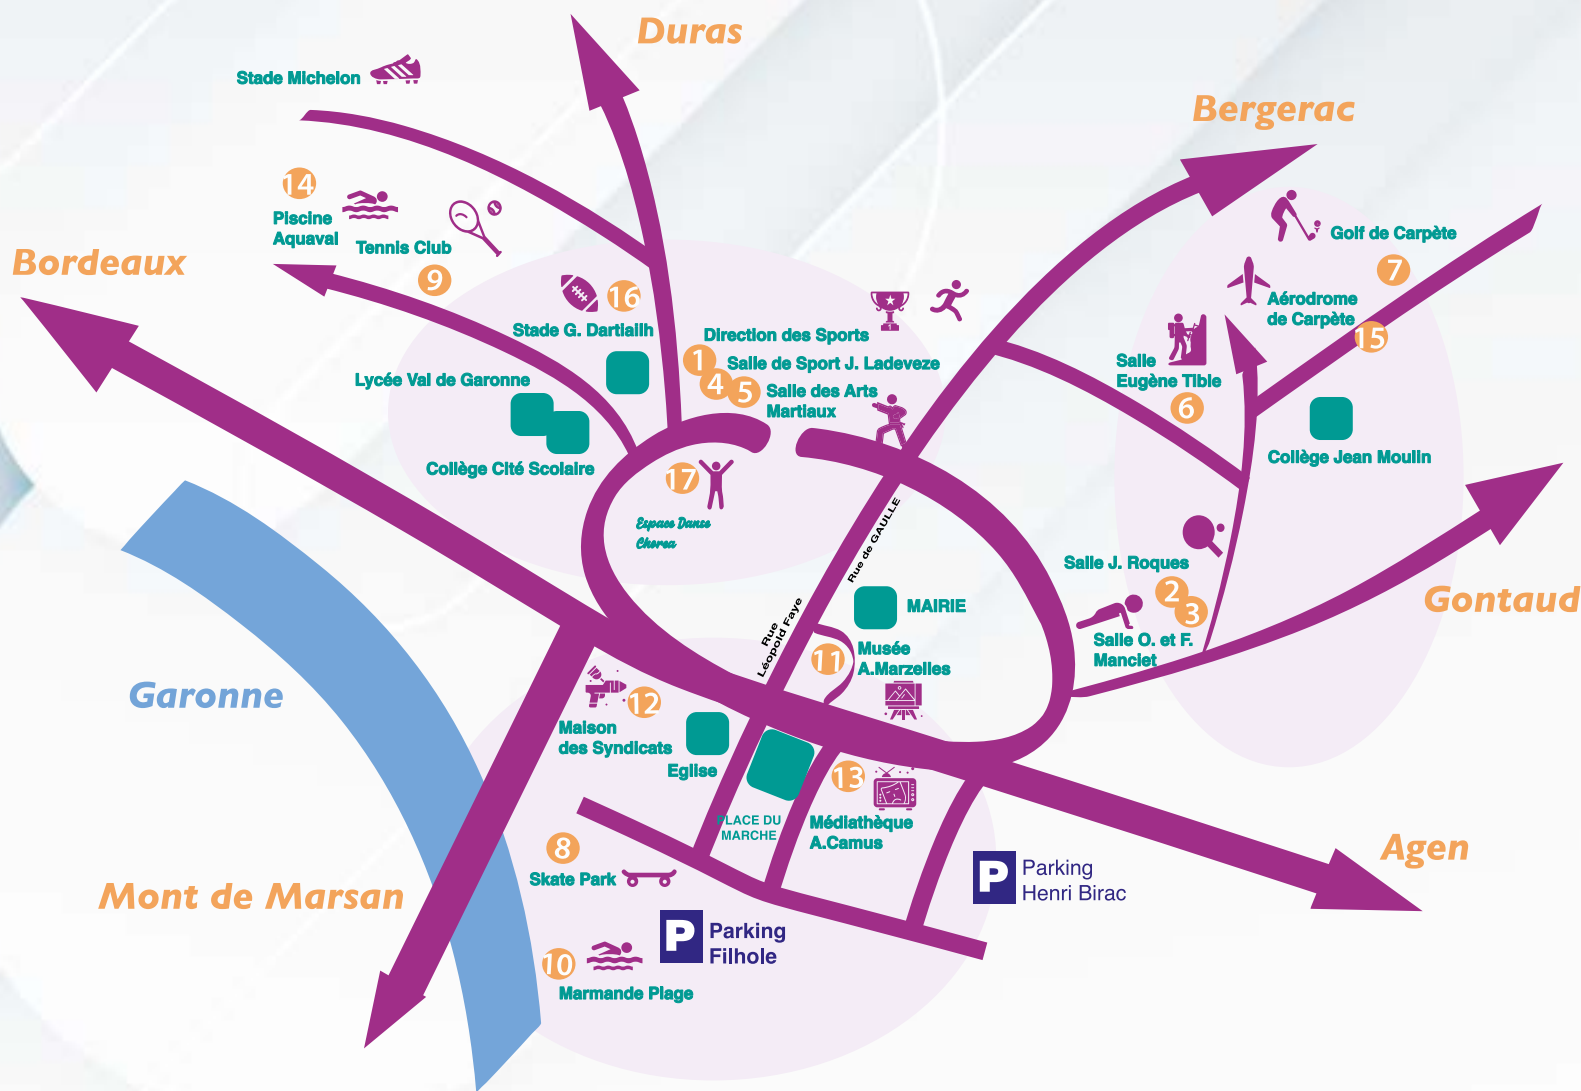 Duras
Stade Michelon
Bergerac
14
Piscine
Aquaval
Tennis Club
9
Golf de Carpète
7
Bordeaux
16
Stade G. Dartiailh
Aérodrome
de Carpète
15
Direction des Sports
1
Salle de Sport J. Ladeveze
4
5
Salle des Arts
Martiaux
Salle
Eugène Tible
6
Lycée Val de Garonne
Collège Cité Scolaire
Collège Jean Moulin
17
Espace Danse
Chorea
Rue de GAULLE
Salle J. Roques
2
3
Gontaud
MAIRIE
Rue
Léopold Faye
Salle O. et F.
Manciet
11
Musée
A.Marzelles
Garonne
12
Maison
des Syndicats
Eglise
13
PLACE DU
MARCHE
Médiathèque
A.Camus
8
Skate Park
Agen
P
Parking
Henri Birac
Mont de Marsan
P
Parking
Filhole
10
Marmande Plage